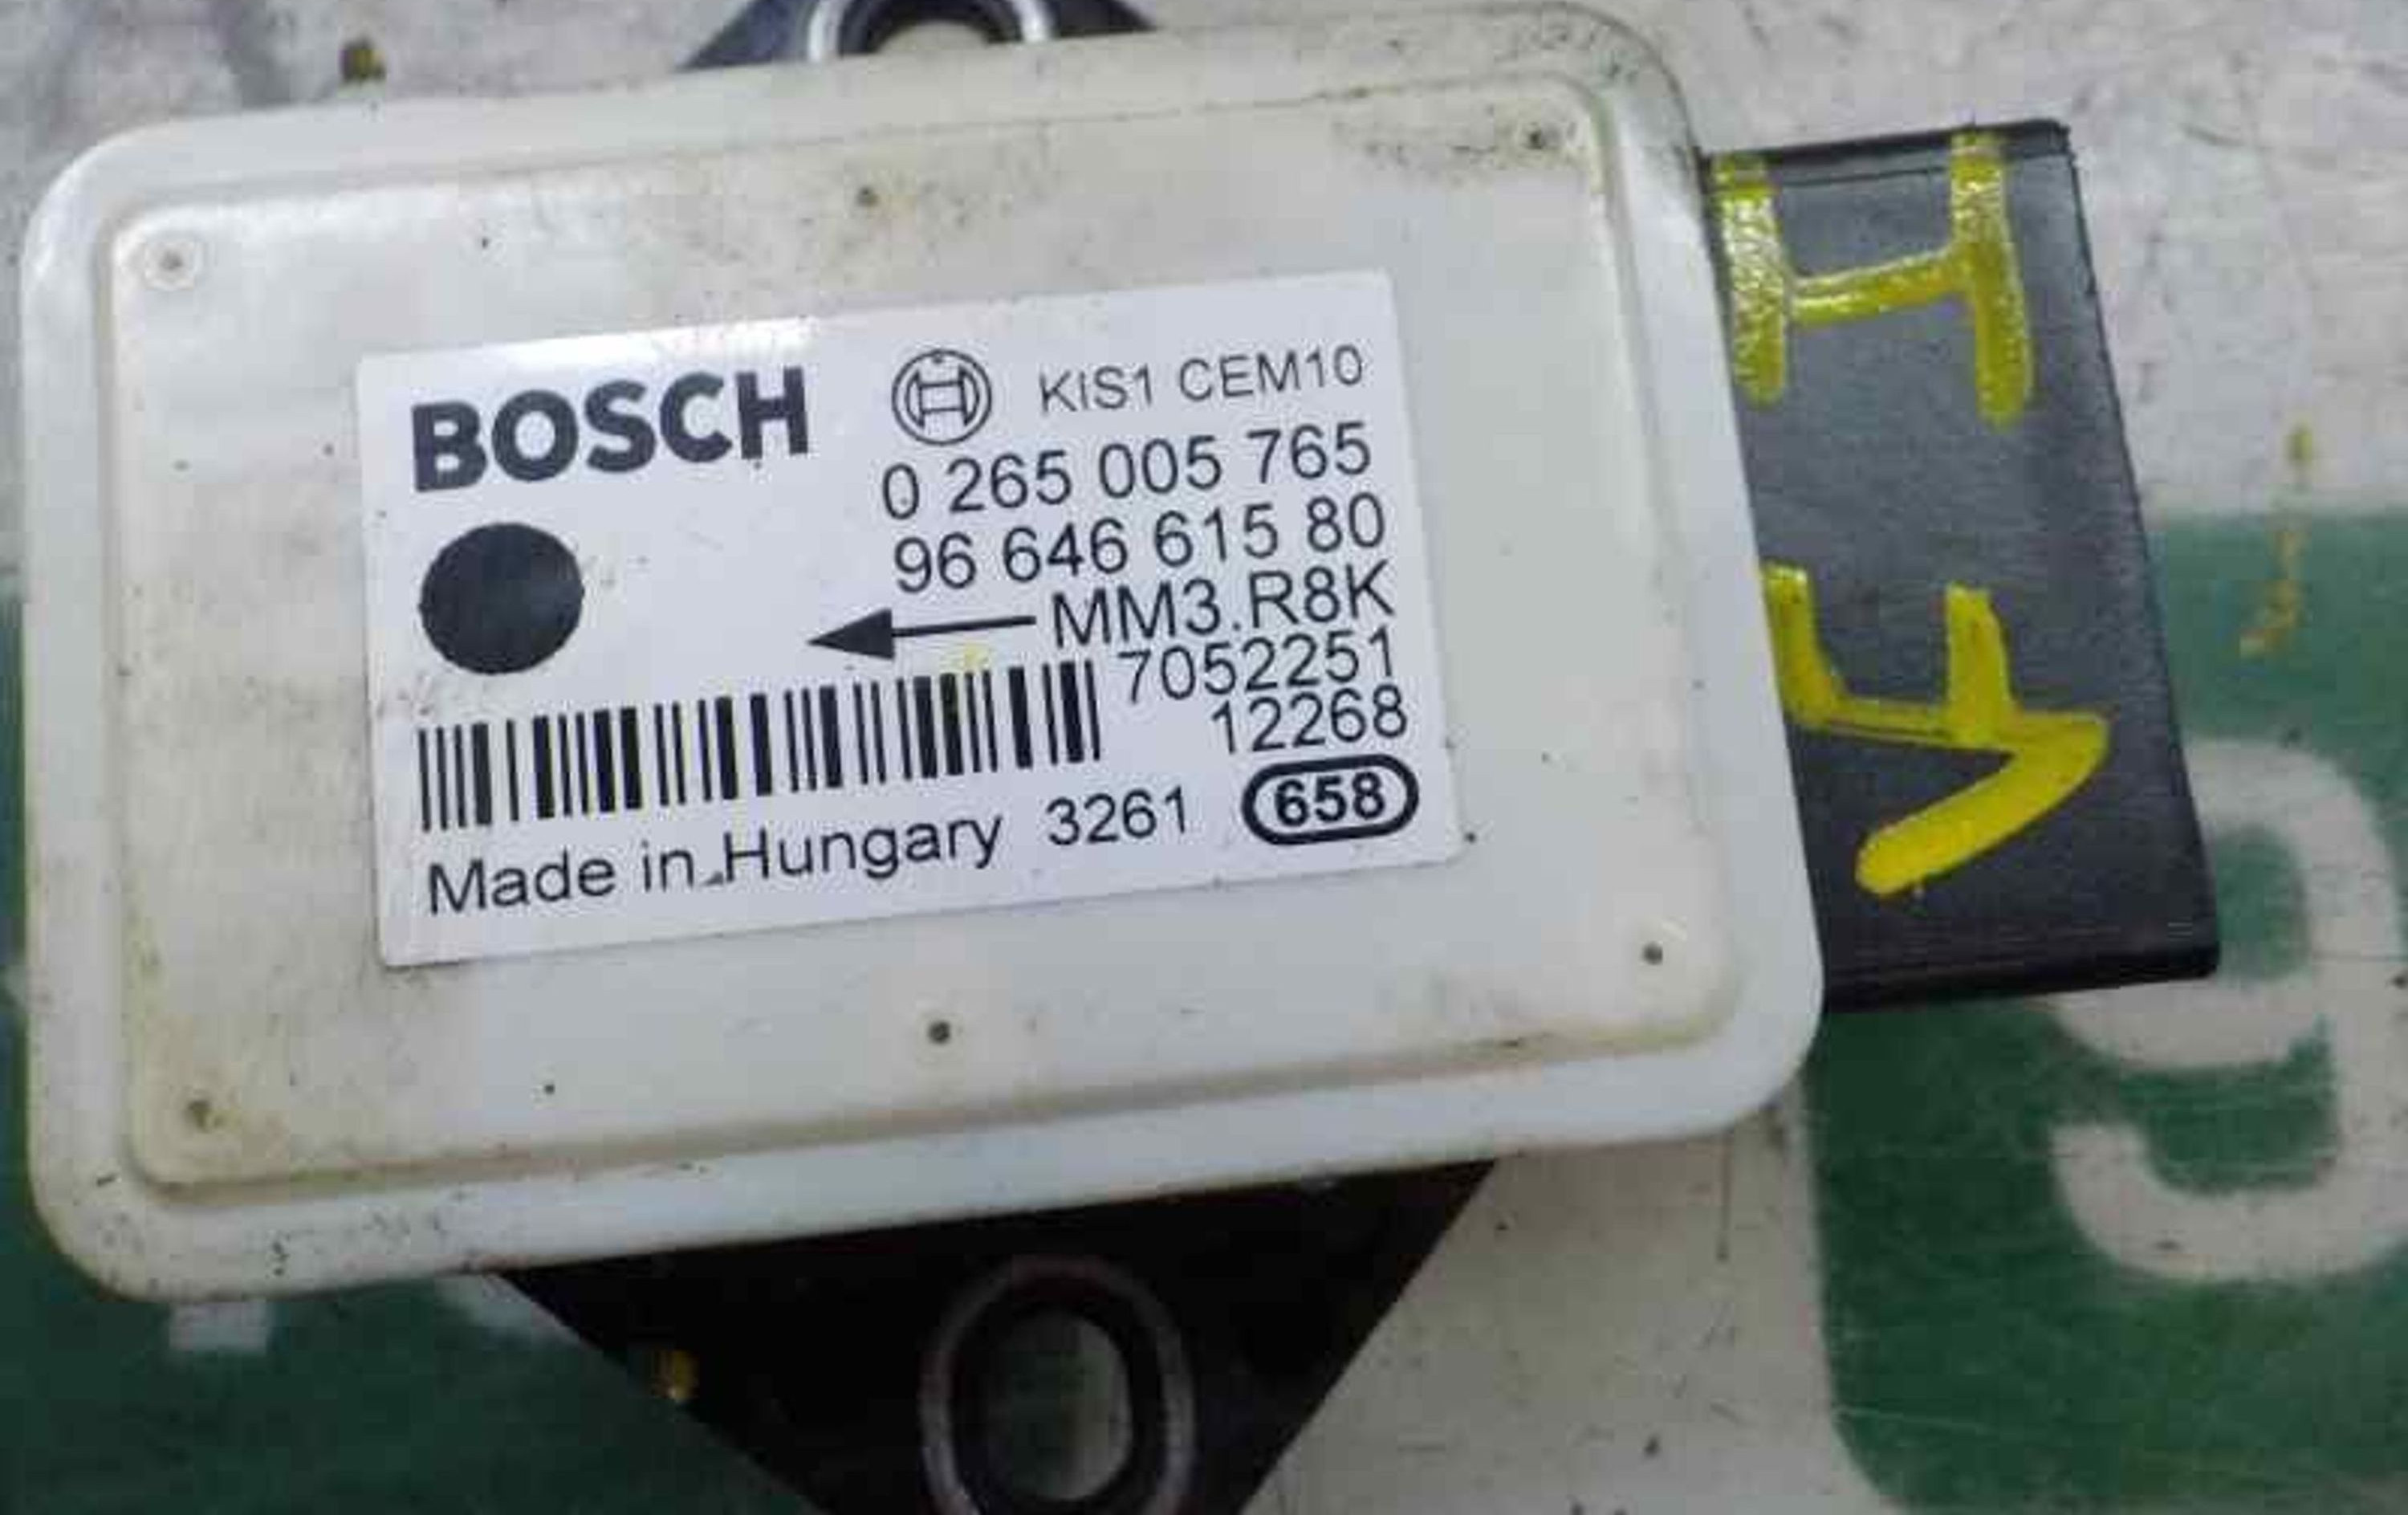 BOSCH KIS1 CEM10
0 265 005 765
96 646 615 80
MM3.R8K
7052251
12268
Made in Hungary 3261 658
H
9